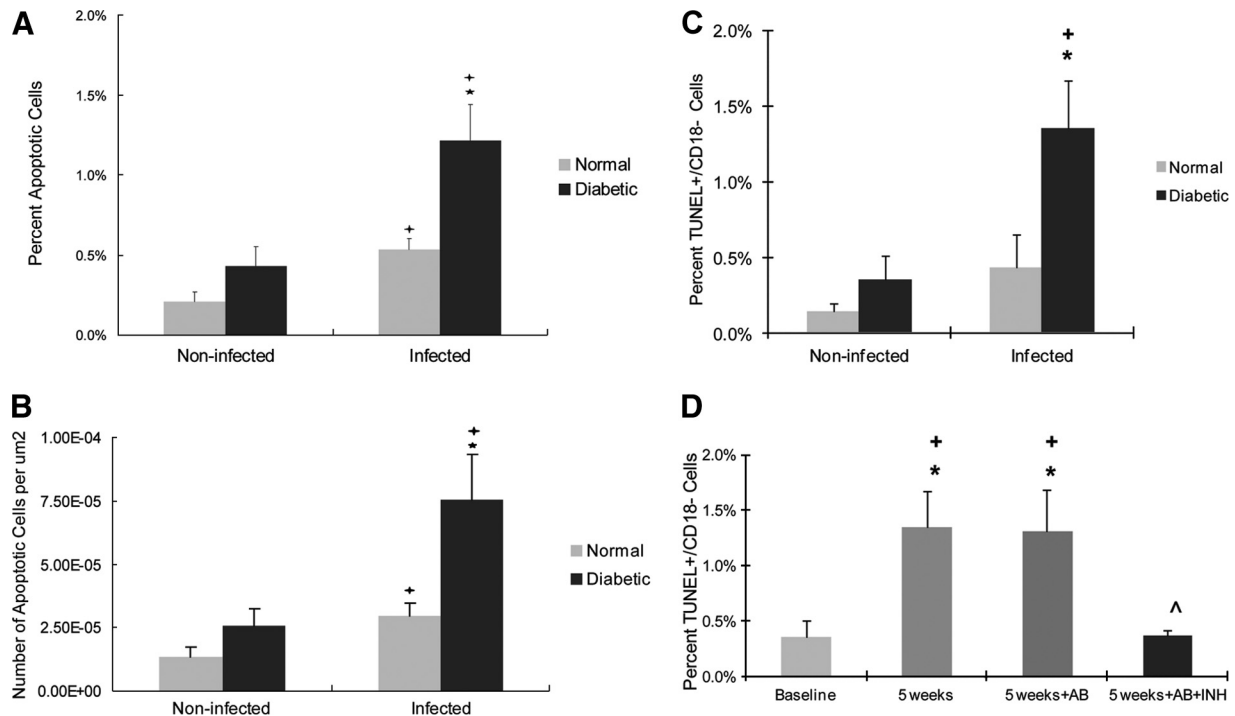 A
Percent Apoptotic Cells
2.0%
1.5%
1.0%
0.5%
0.0%
+
*
+
Non-infected
Infected
Normal
Diabetic
B
Number of Apoptotic Cells per um2
1.00E-04
7.50E-05
5.00E-05
2.50E-05
0.00E+00
+
*
+
Non-infected
Infected
Normal
Diabetic
C
Percent TUNEL+/CD18- Cells
2.0%
1.5%
1.0%
0.5%
0.0%
+
*
Non-infected
Infected
Normal
Diabetic
D
Percent TUNEL+/CD18- Cells
2.0%
1.5%
1.0%
0.5%
0.0%
+
*
+
*
^
Baseline
5 weeks
5 weeks+AB
5 weeks+AB+INH